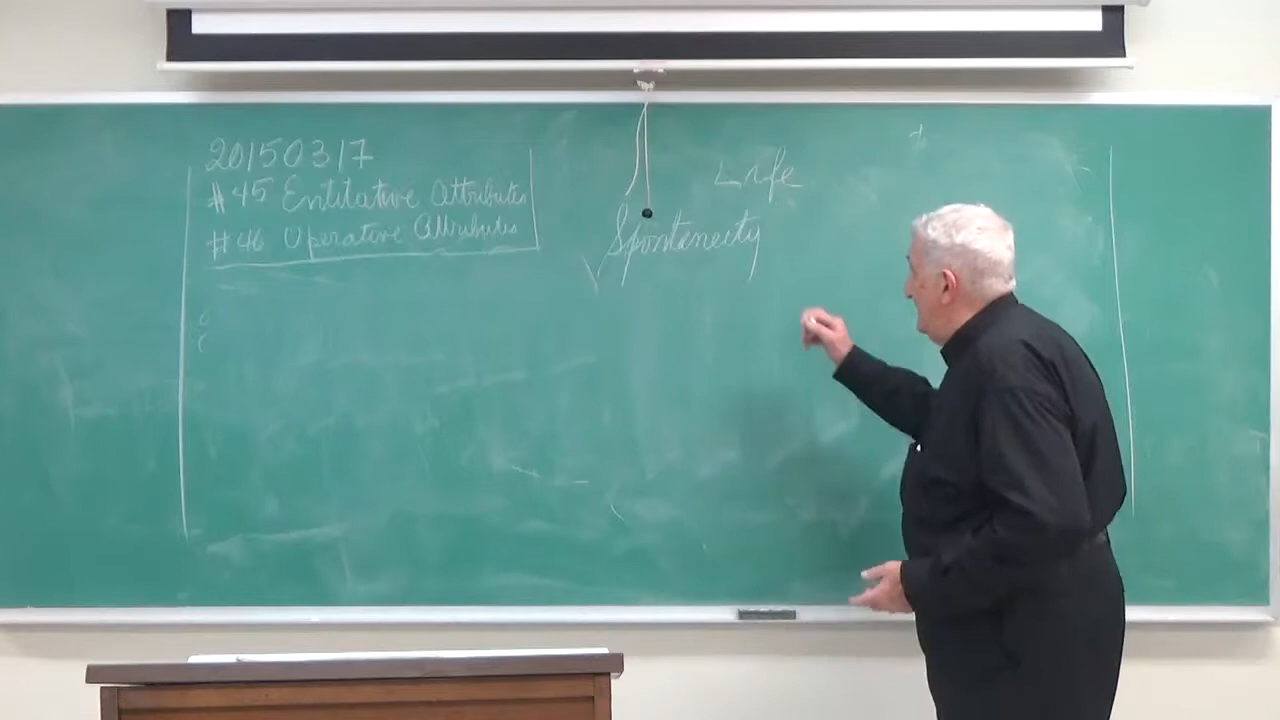 20150317
#45 Entitative Attributes
#46 Operative Attributes
Life
Spontaneity